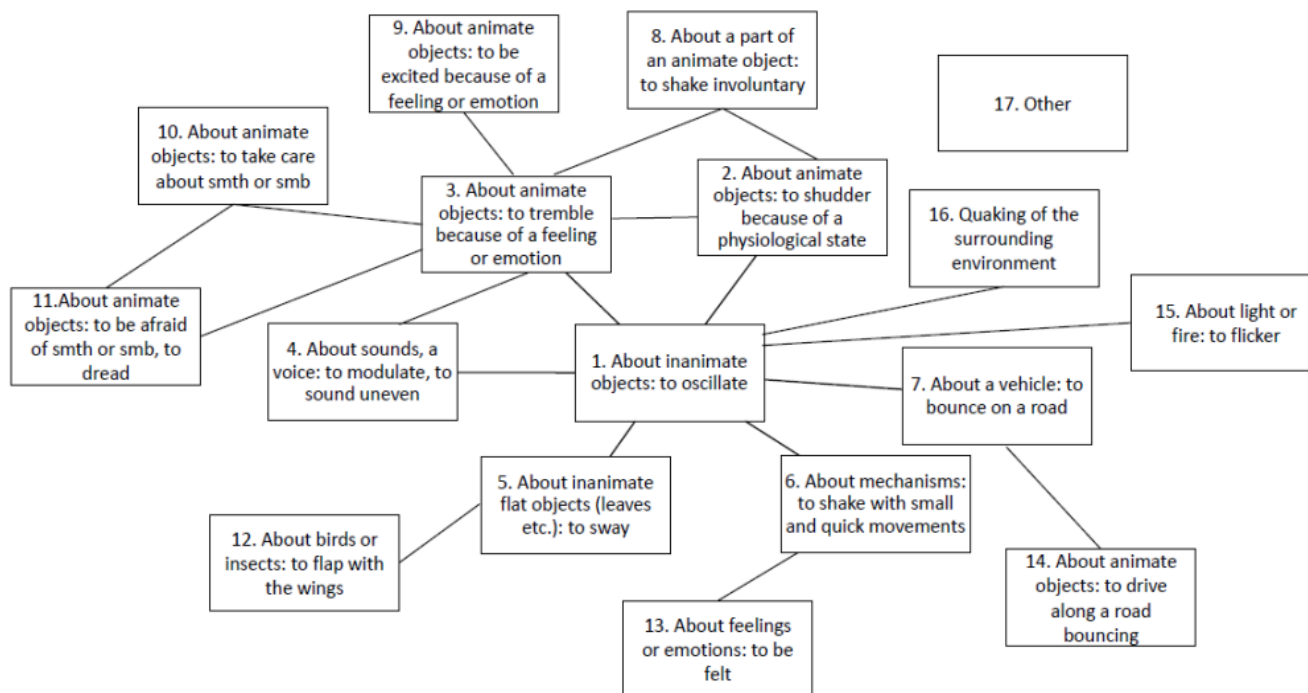 9. About animate
objects: to be
excited because of a
feeling or emotion
8. About a part of
an animate object:
to shake involuntary
17. Other
10. About animate
objects: to take care
about smth or smb
3. About animate
objects: to tremble
because of a feeling
or emotion
2. About animate
objects: to shudder
because of a
physiological state
16. Quaking of the
surrounding
environment
11.About animate
objects: to be afraid
of smth or smb, to
dread
4. About sounds, a
voice: to modulate, to
sound uneven
1. About inanimate
objects: to oscillate
15. About light or
fire: to flicker
7. About a vehicle: to
bounce on a road
5. About inanimate
flat objects (leaves
etc.): to sway
6. About mechanisms:
to shake with small
and quick movements
12. About birds or
insects: to flap with
the wings
14. About animate
objects: to drive
along a road
bouncing
13. About feelings
or emotions: to be
felt